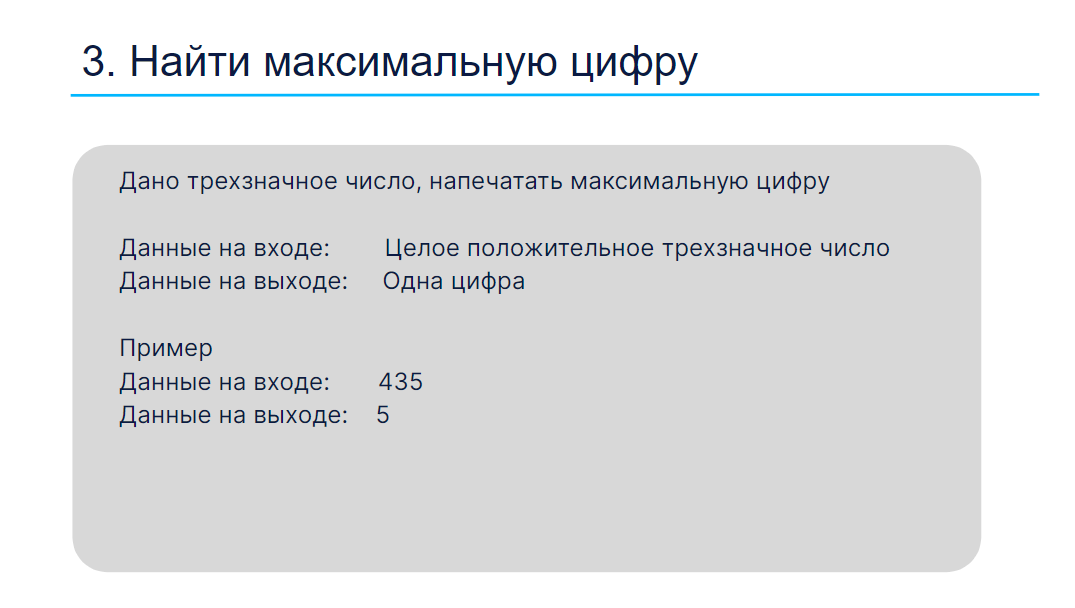 3. Найти максимальную цифру
Дано трехзначное число, напечатать максимальную цифру
Данные на входе: Целое положительное трехзначное число
Данные на выходе: Одна цифра
Пример
Данные на входе: 435
Данные на выходе: 5